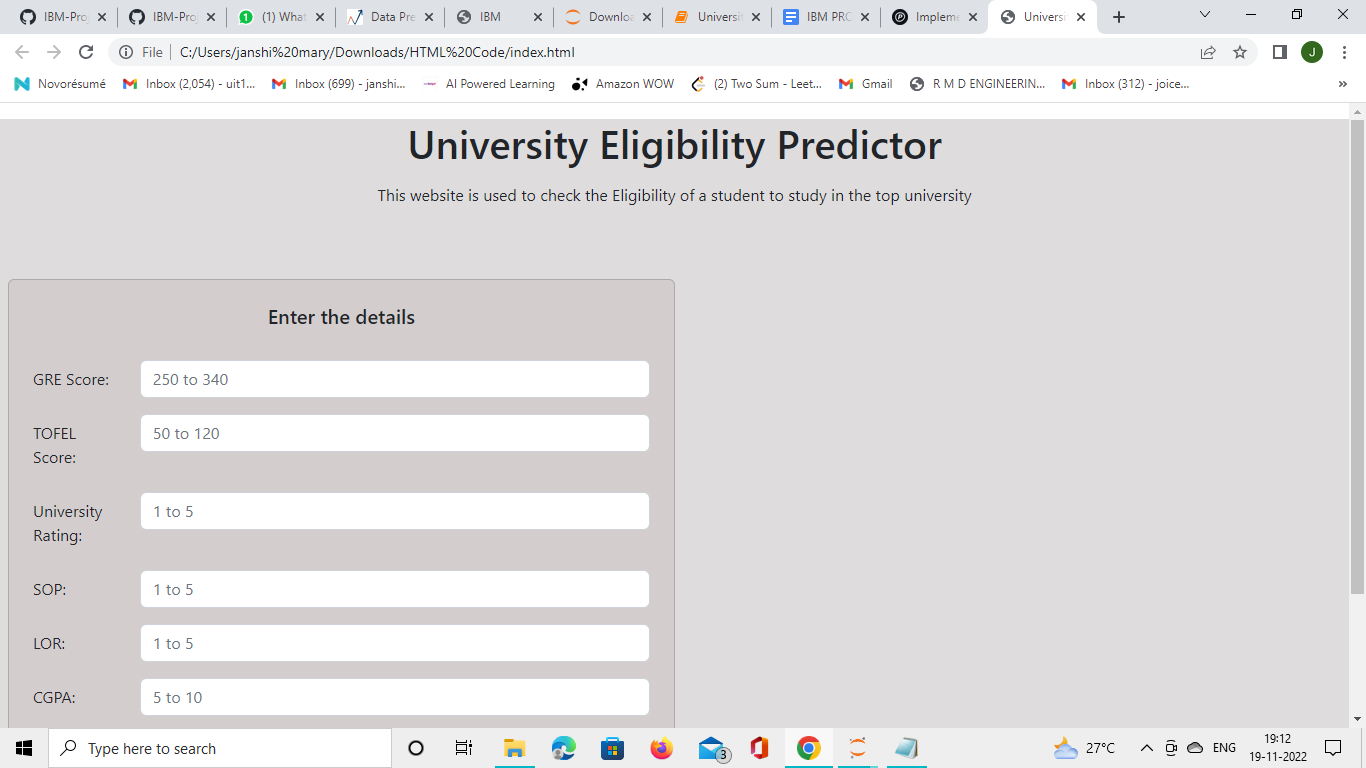 IBM-Proj
IBM-Proj
(1) What
Data Pre
IBM
Downloa
Universit
IBM PRO
Impleme
Universi
File C:/Users/janshi%20mary/Downloads/HTML%20Code/index.html
J
Novorésumé
Inbox (2,054) - uit1...
Inbox (699) - janshi...
AI Powered Learning
Amazon WOW
(2) Two Sum - Leet...
Gmail
R M D ENGINEERIN...
Inbox (312) - joice...
»
University Eligibility Predictor
This website is used to check the Eligibility of a student to study in the top university
Enter the details
GRE Score: 250 to 340
TOFEL 50 to 120
Score:
University 1 to 5
Rating:
SOP: 1 to 5
LOR: 1 to 5
CGPA: 5 to 10
Type here to search
3
27°C
ENG
19:12
19-11-2022